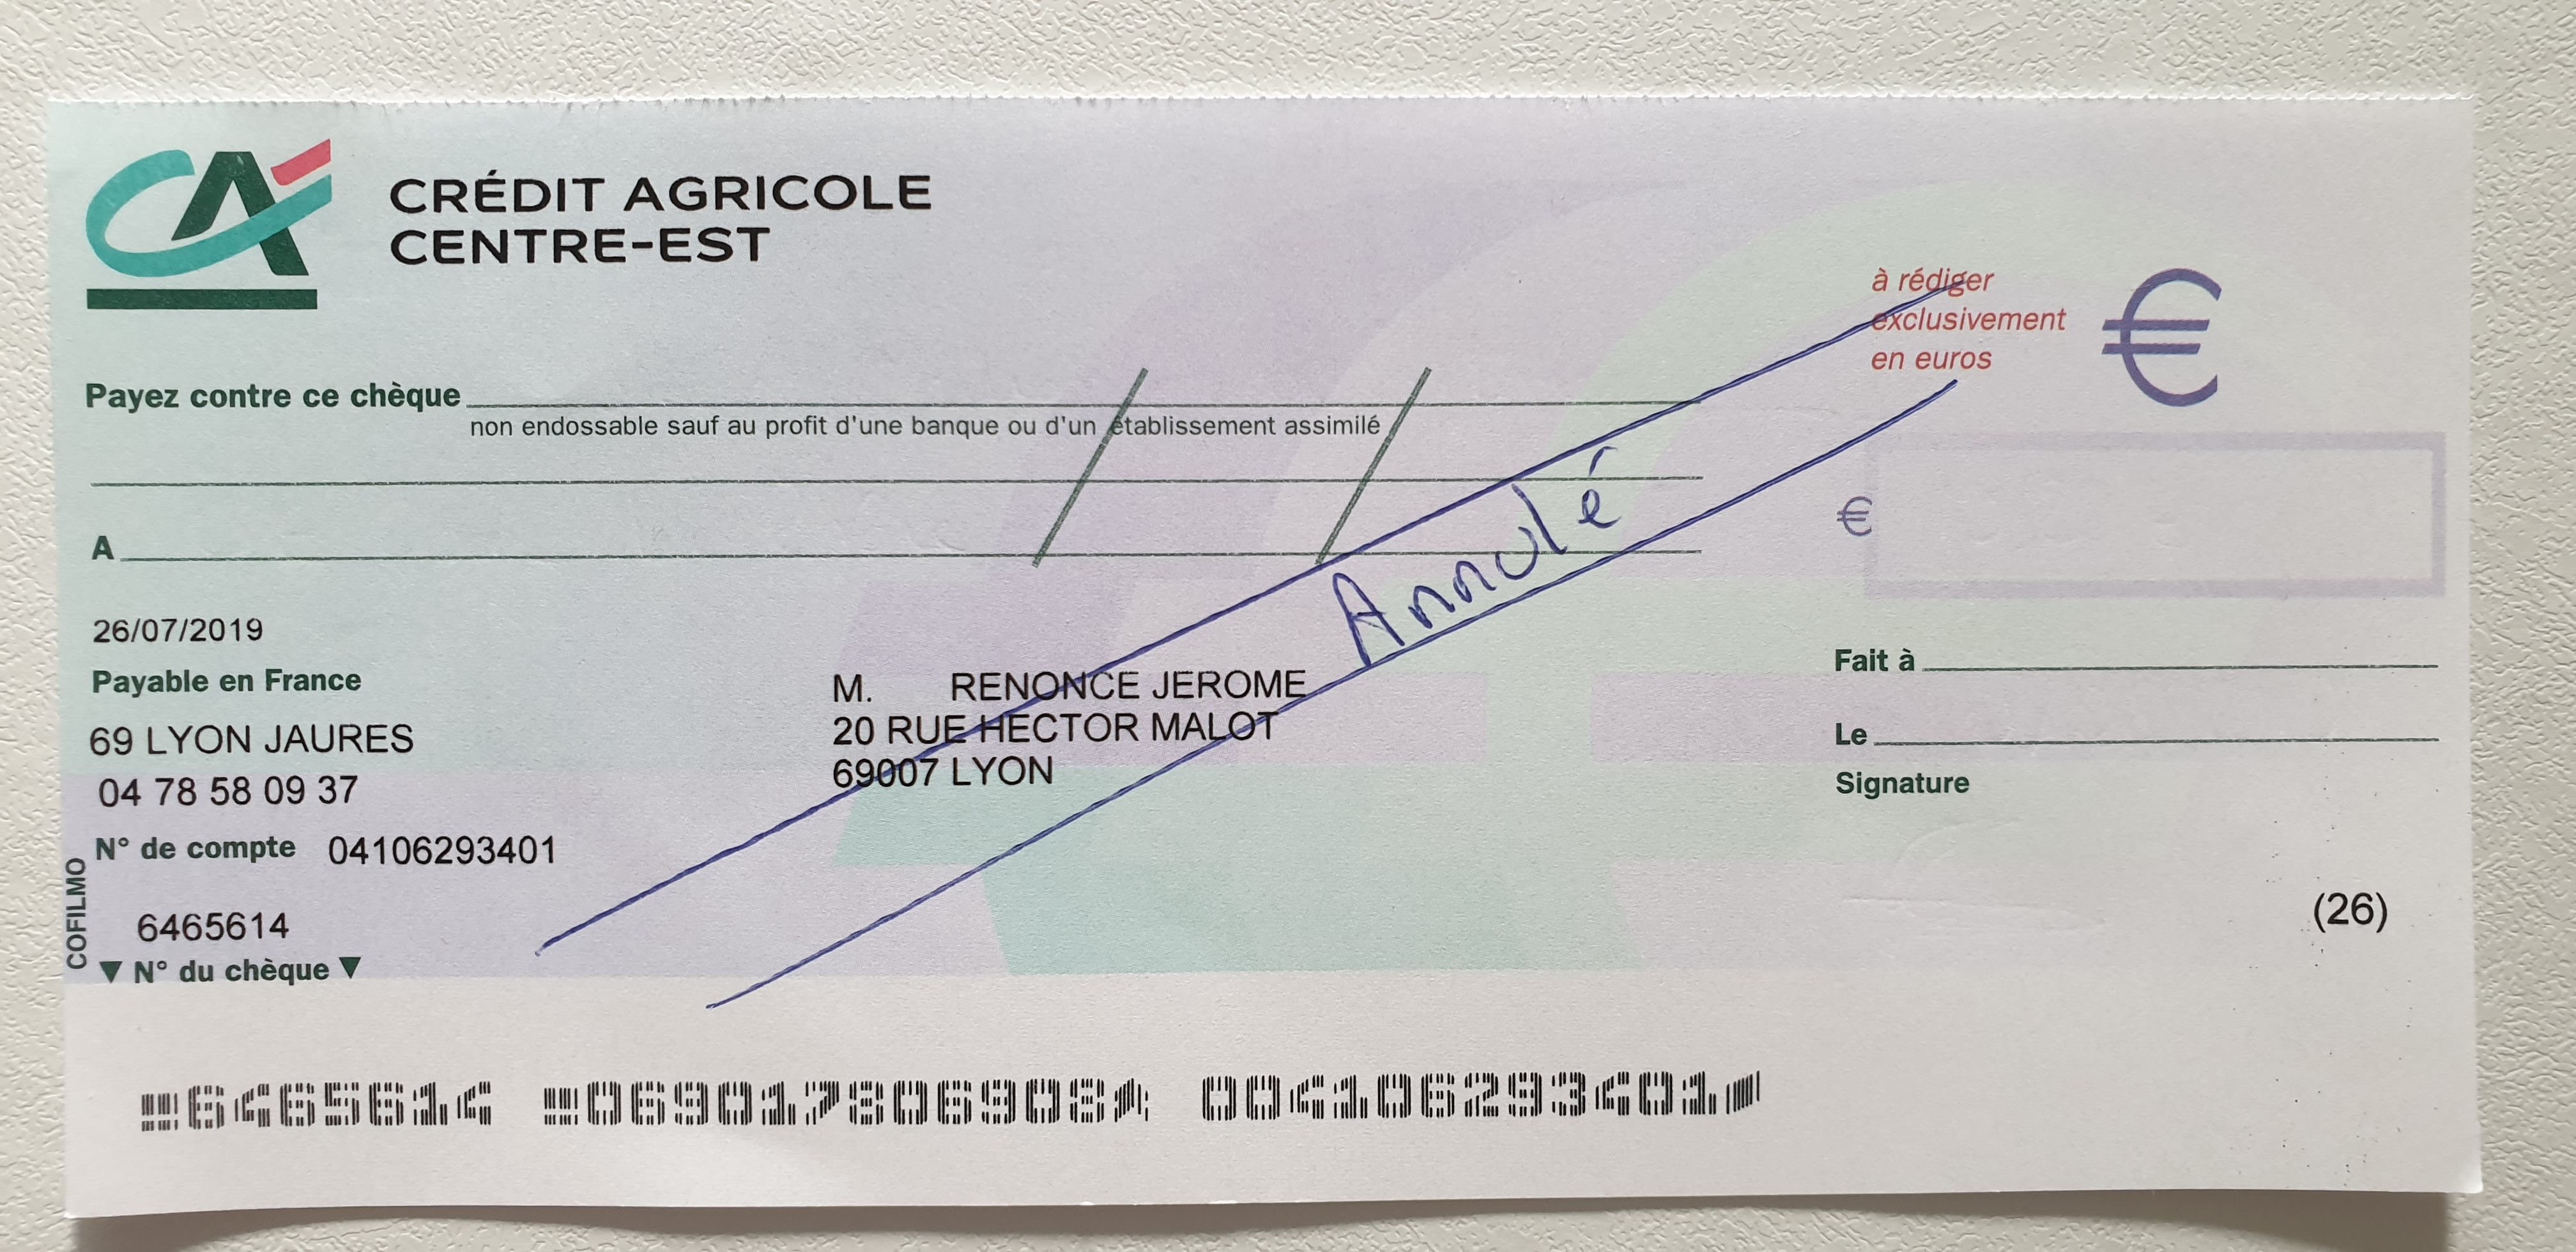 CA
CRÉDIT AGRICOLE
CENTRE-EST
à rédiger
exclusivement
en euros
€
Payez contre ce chèque
non endossable sauf au profit d'une banque ou d'un établissement assimilé
€
A
Annulé
26/07/2019
Payable en France
69 LYON JAURES
04 78 58 09 37
M. RENONCE JEROME
20 RUE HECTOR MALOT
69007 LYON
Fait à
Le
Signature
N° de compte 04106293401
COFILMO
6465614
▼ N° du chèque ▼
(26)
6465614 069017806908 004106293401